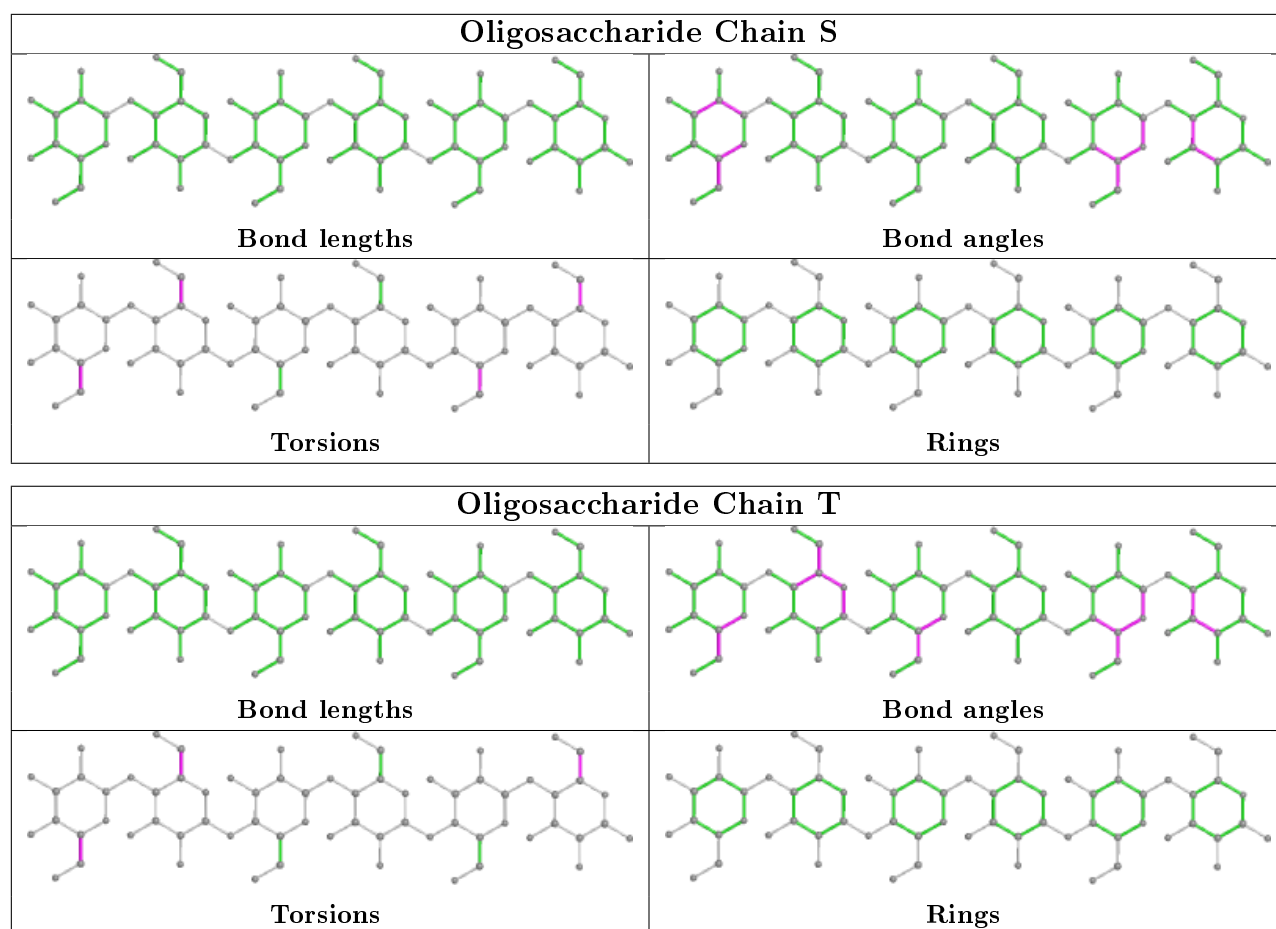 Oligosaccharide Chain S
Bond lengths
Bond angles
Torsions
Rings
Oligosaccharide Chain T
Bond lengths
Bond angles
Torsions
Rings